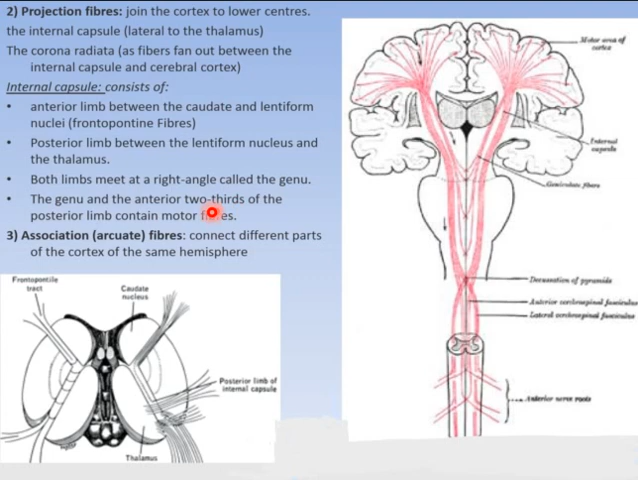 2) Projection fibres: join the cortex to lower centres.
the internal capsule (lateral to the thalamus)
The corona radiata (as fibers fan out between the
internal capsule and cerebral cortex)
Internal capsule: consists of:
• anterior limb between the caudate and lentiform
nuclei (frontopontine Fibres)
• Posterior limb between the lentiform nucleus and
the thalamus.
• Both limbs meet at a right-angle called the genu.
• The genu and the anterior two-thirds of the
posterior limb contain motor
3) Association (arcuate) fibres: connect different parts
of the cortex of the same hemisphere
Frontopontile
tract
Caudate
nucleus
Posterior limb of
internal capsule
Thalamus
Motor area of
cortex
Internal
capsule
Geniculate fibers
Decussation of pyramids
Anterior cerebrospinal fasciculus
Lateral cerebrospinal fasciculus
Anterior nerve roots